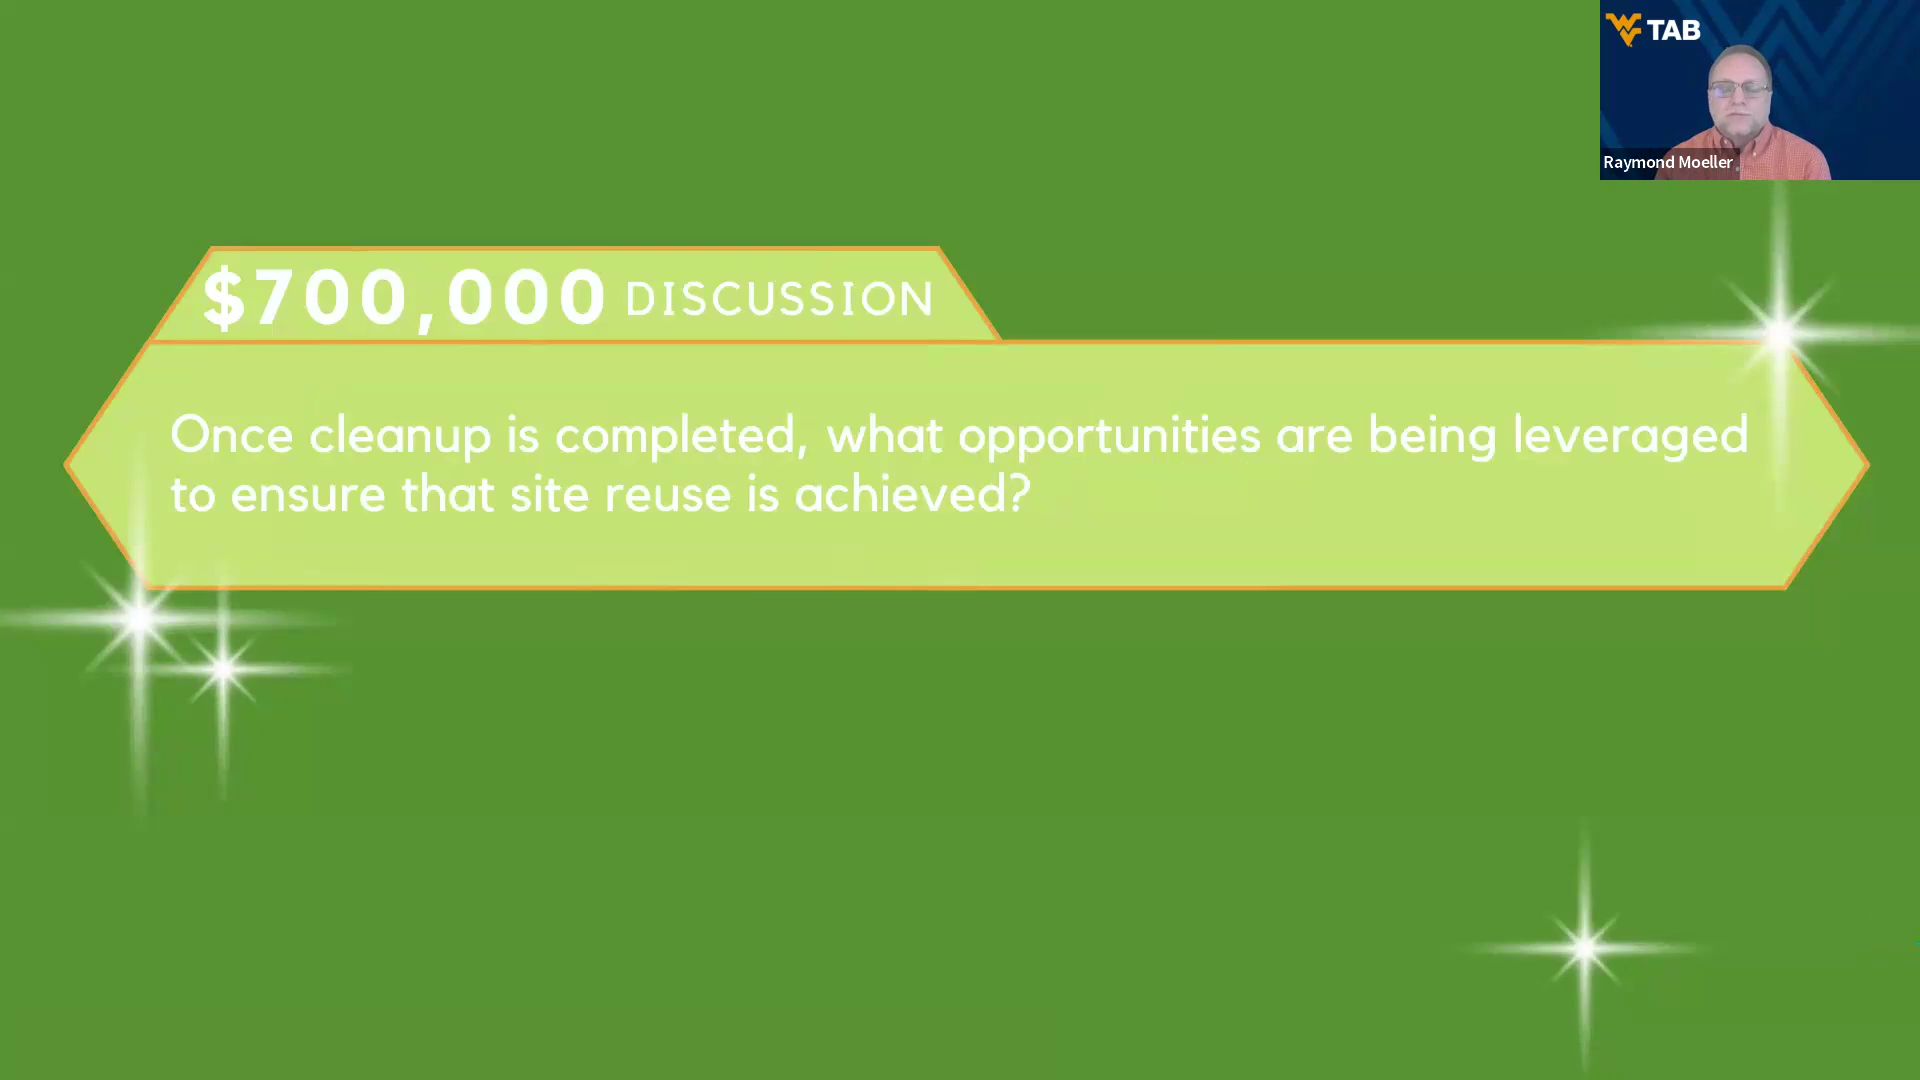 TAB
Raymond Moeller
$700,000 DISCUSSION
Once cleanup is completed, what opportunities are being leveraged
to ensure that site reuse is achieved?